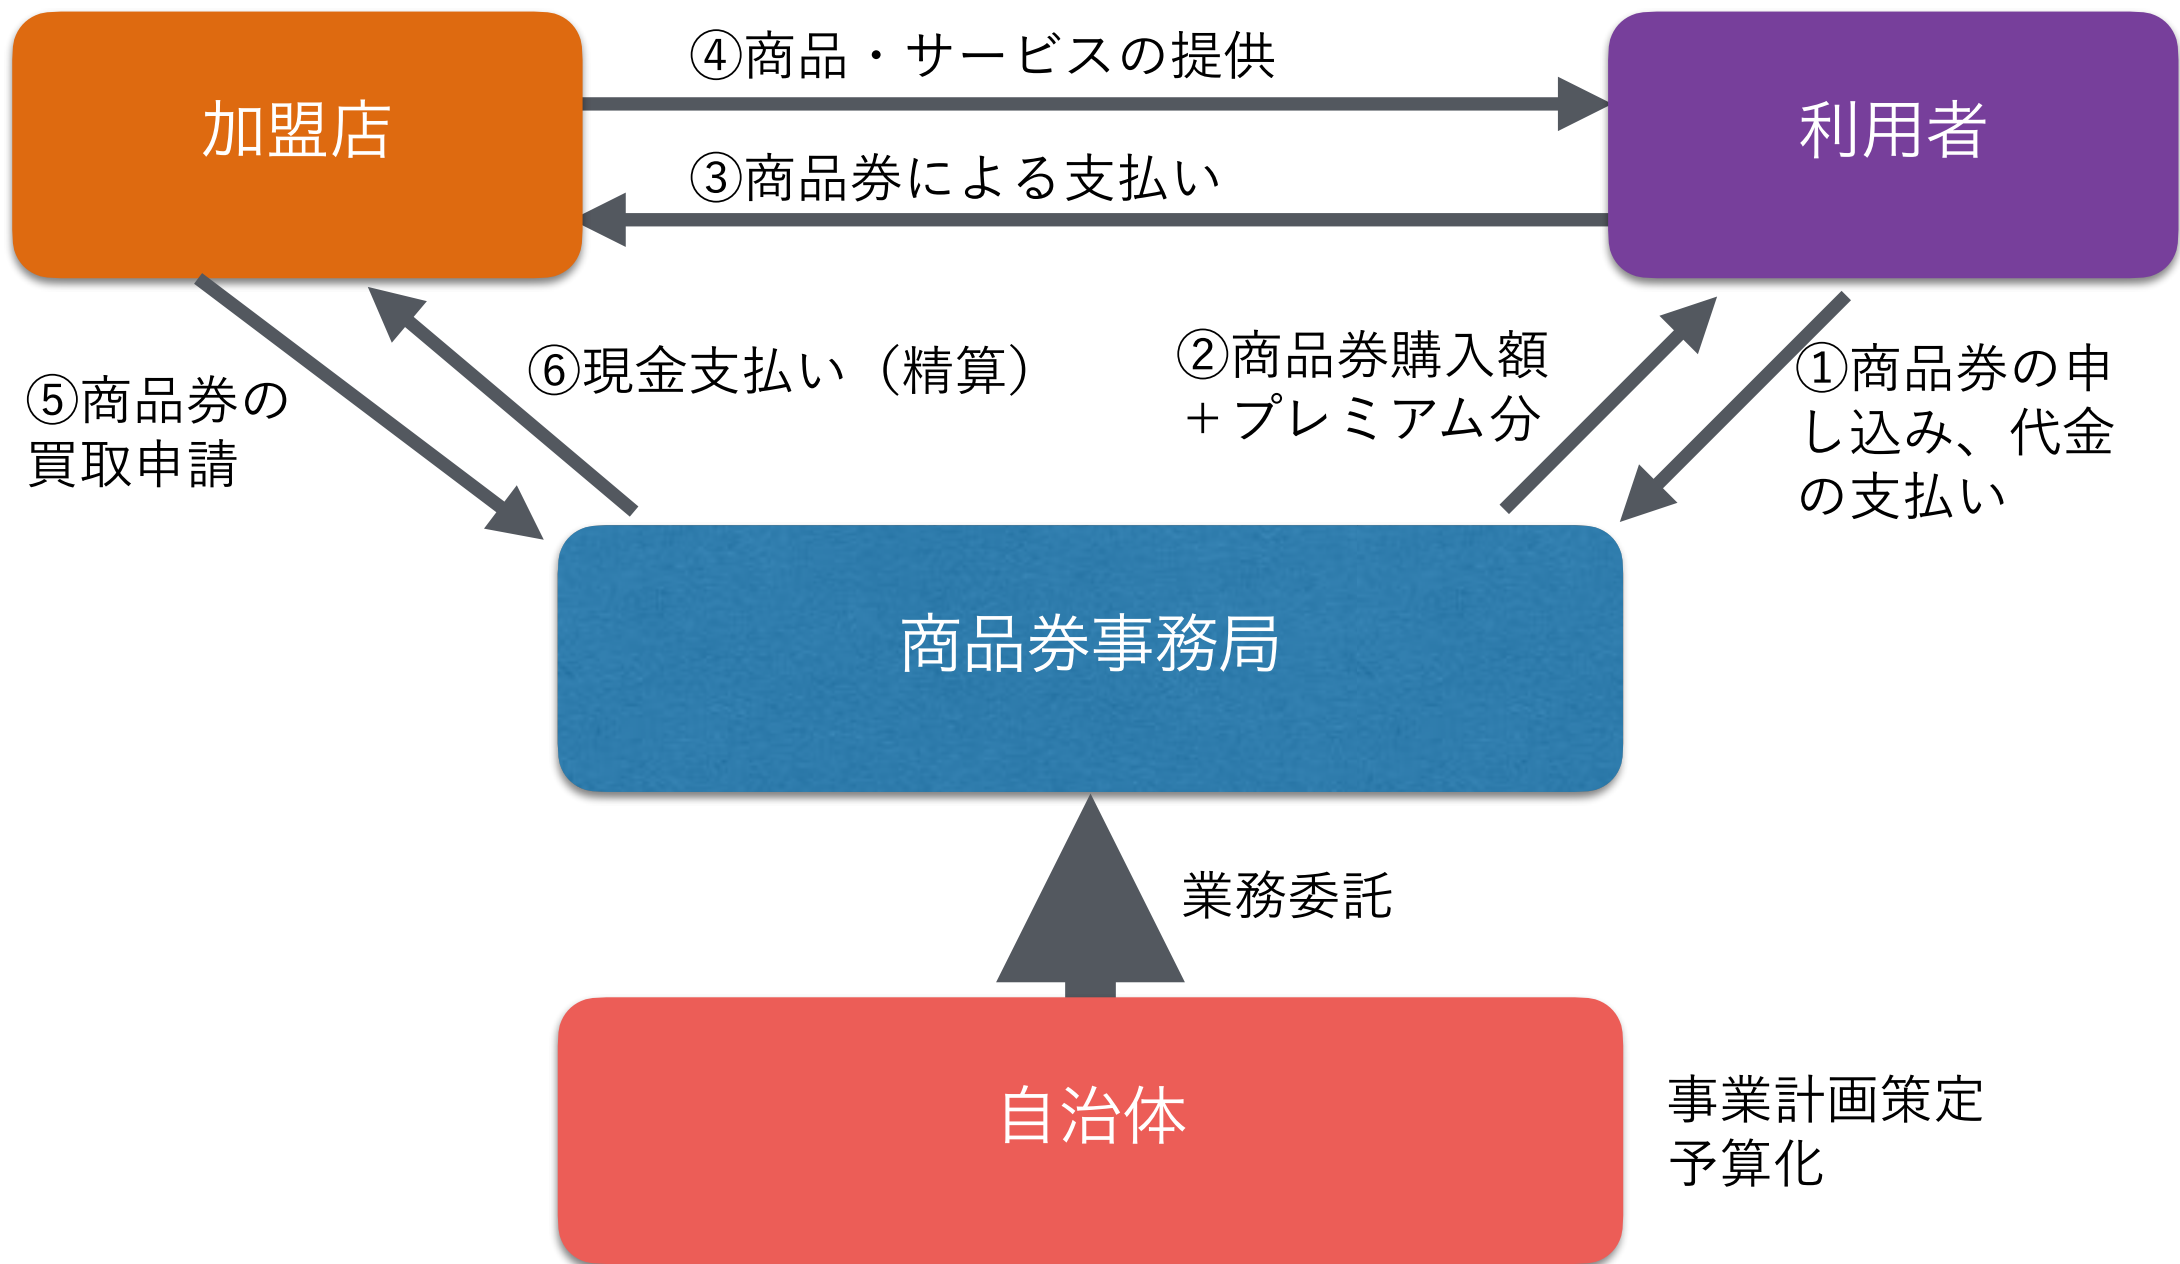 加盟店
④商品・サービスの提供
利用者
③商品券による支払い
⑤商品券の
買取申請
⑥現金支払い（精算）
②商品券購入額
＋プレミアム分
①商品券の申
し込み、代金
の支払い
商品券事務局
業務委託
自治体
事業計画策定
予算化